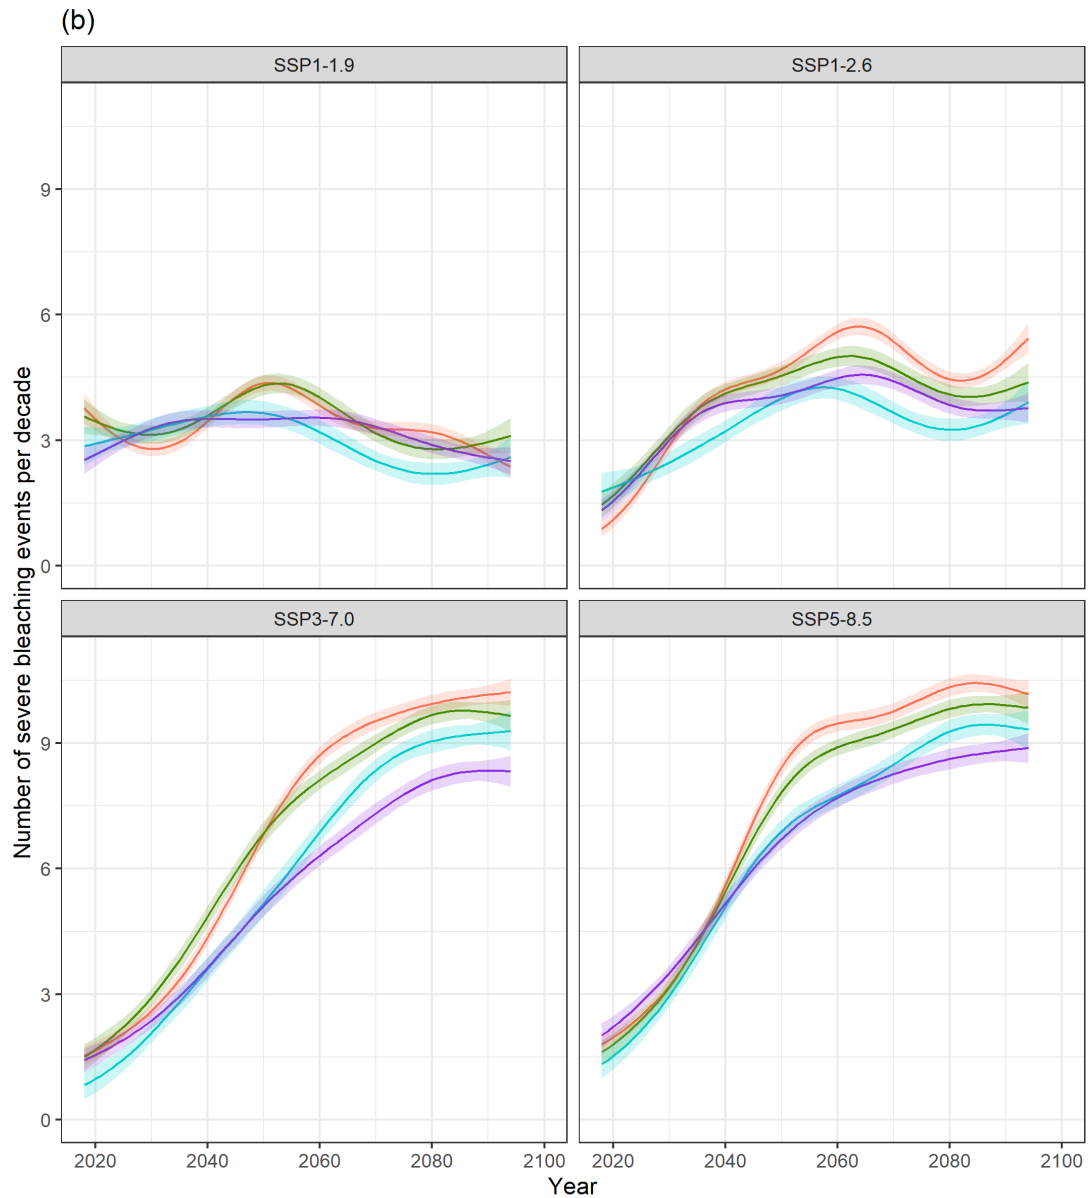 (b)
SSP1-1.9
SSP1-2.6
9
6
3
0
SSP3-7.0
SSP5-8.5
9
6
3
0
Number of severe bleaching events per decade
2020 2040 2060 2080 2100
2020 2040 2060 2080 2100
Year